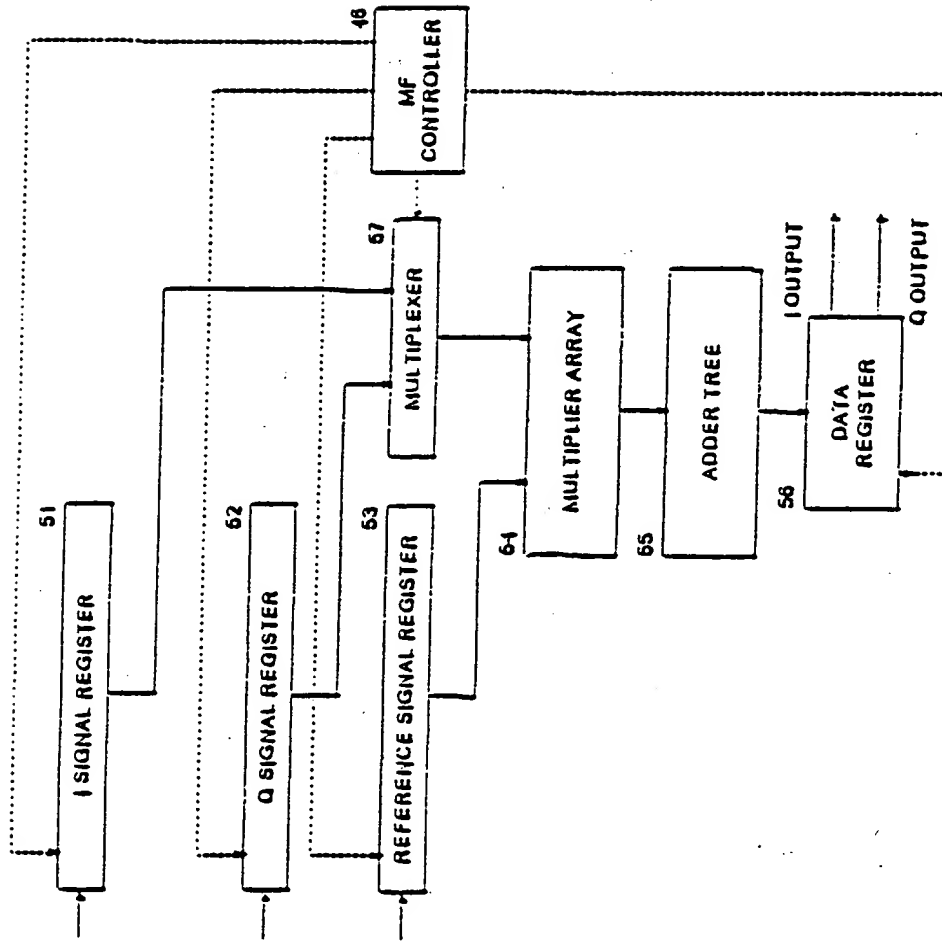 51
I SIGNAL REGISTER
52
Q SIGNAL REGISTER
53
REFERENCE SIGNAL REGISTER
46
MF
CONTROLLER
57
MULTIPLEXER
54
MULTIPLIER ARRAY
55
ADDER TREE
56
DATA
REGISTER
I OUTPUT
Q OUTPUT